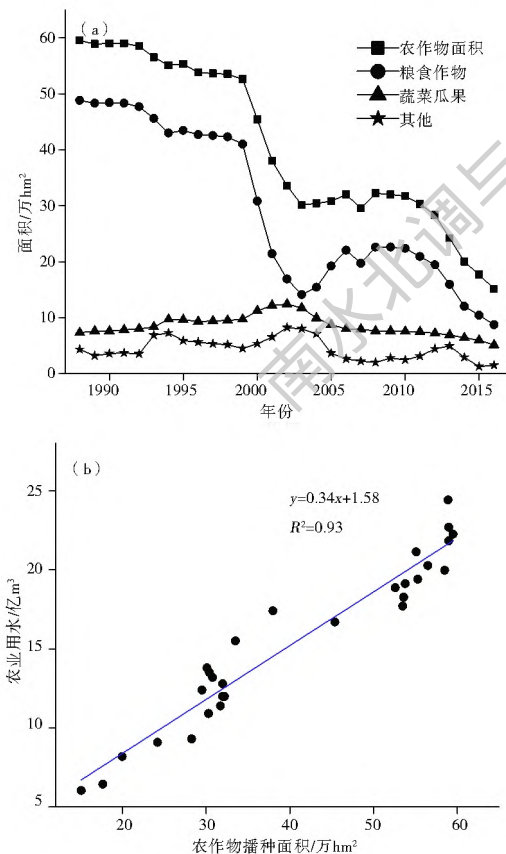 (a)
农作物面积
粮食作物
蔬菜瓜果
其他
60
50
40
30
20
10
0
面积/万hm²
1990 1995 2000 2005 2010 2015
年份
南水北调与
(b)
y=0.34x+1.58
R²=0.93
25
20
15
10
5
农业用水/亿m³
20 30 40 50 60
农作物播种面积/万hm²